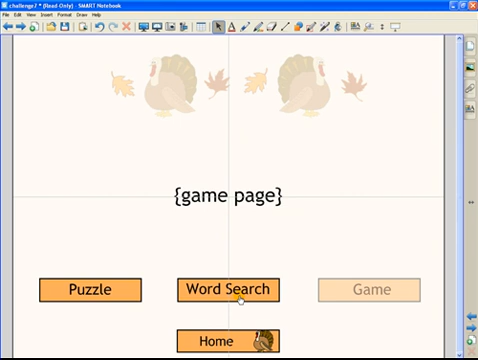 challenge7 * (Read-Only) - SMART Notebook
File Edit View Insert Format Draw Help
{game page}
Puzzle Word Search Game
Home